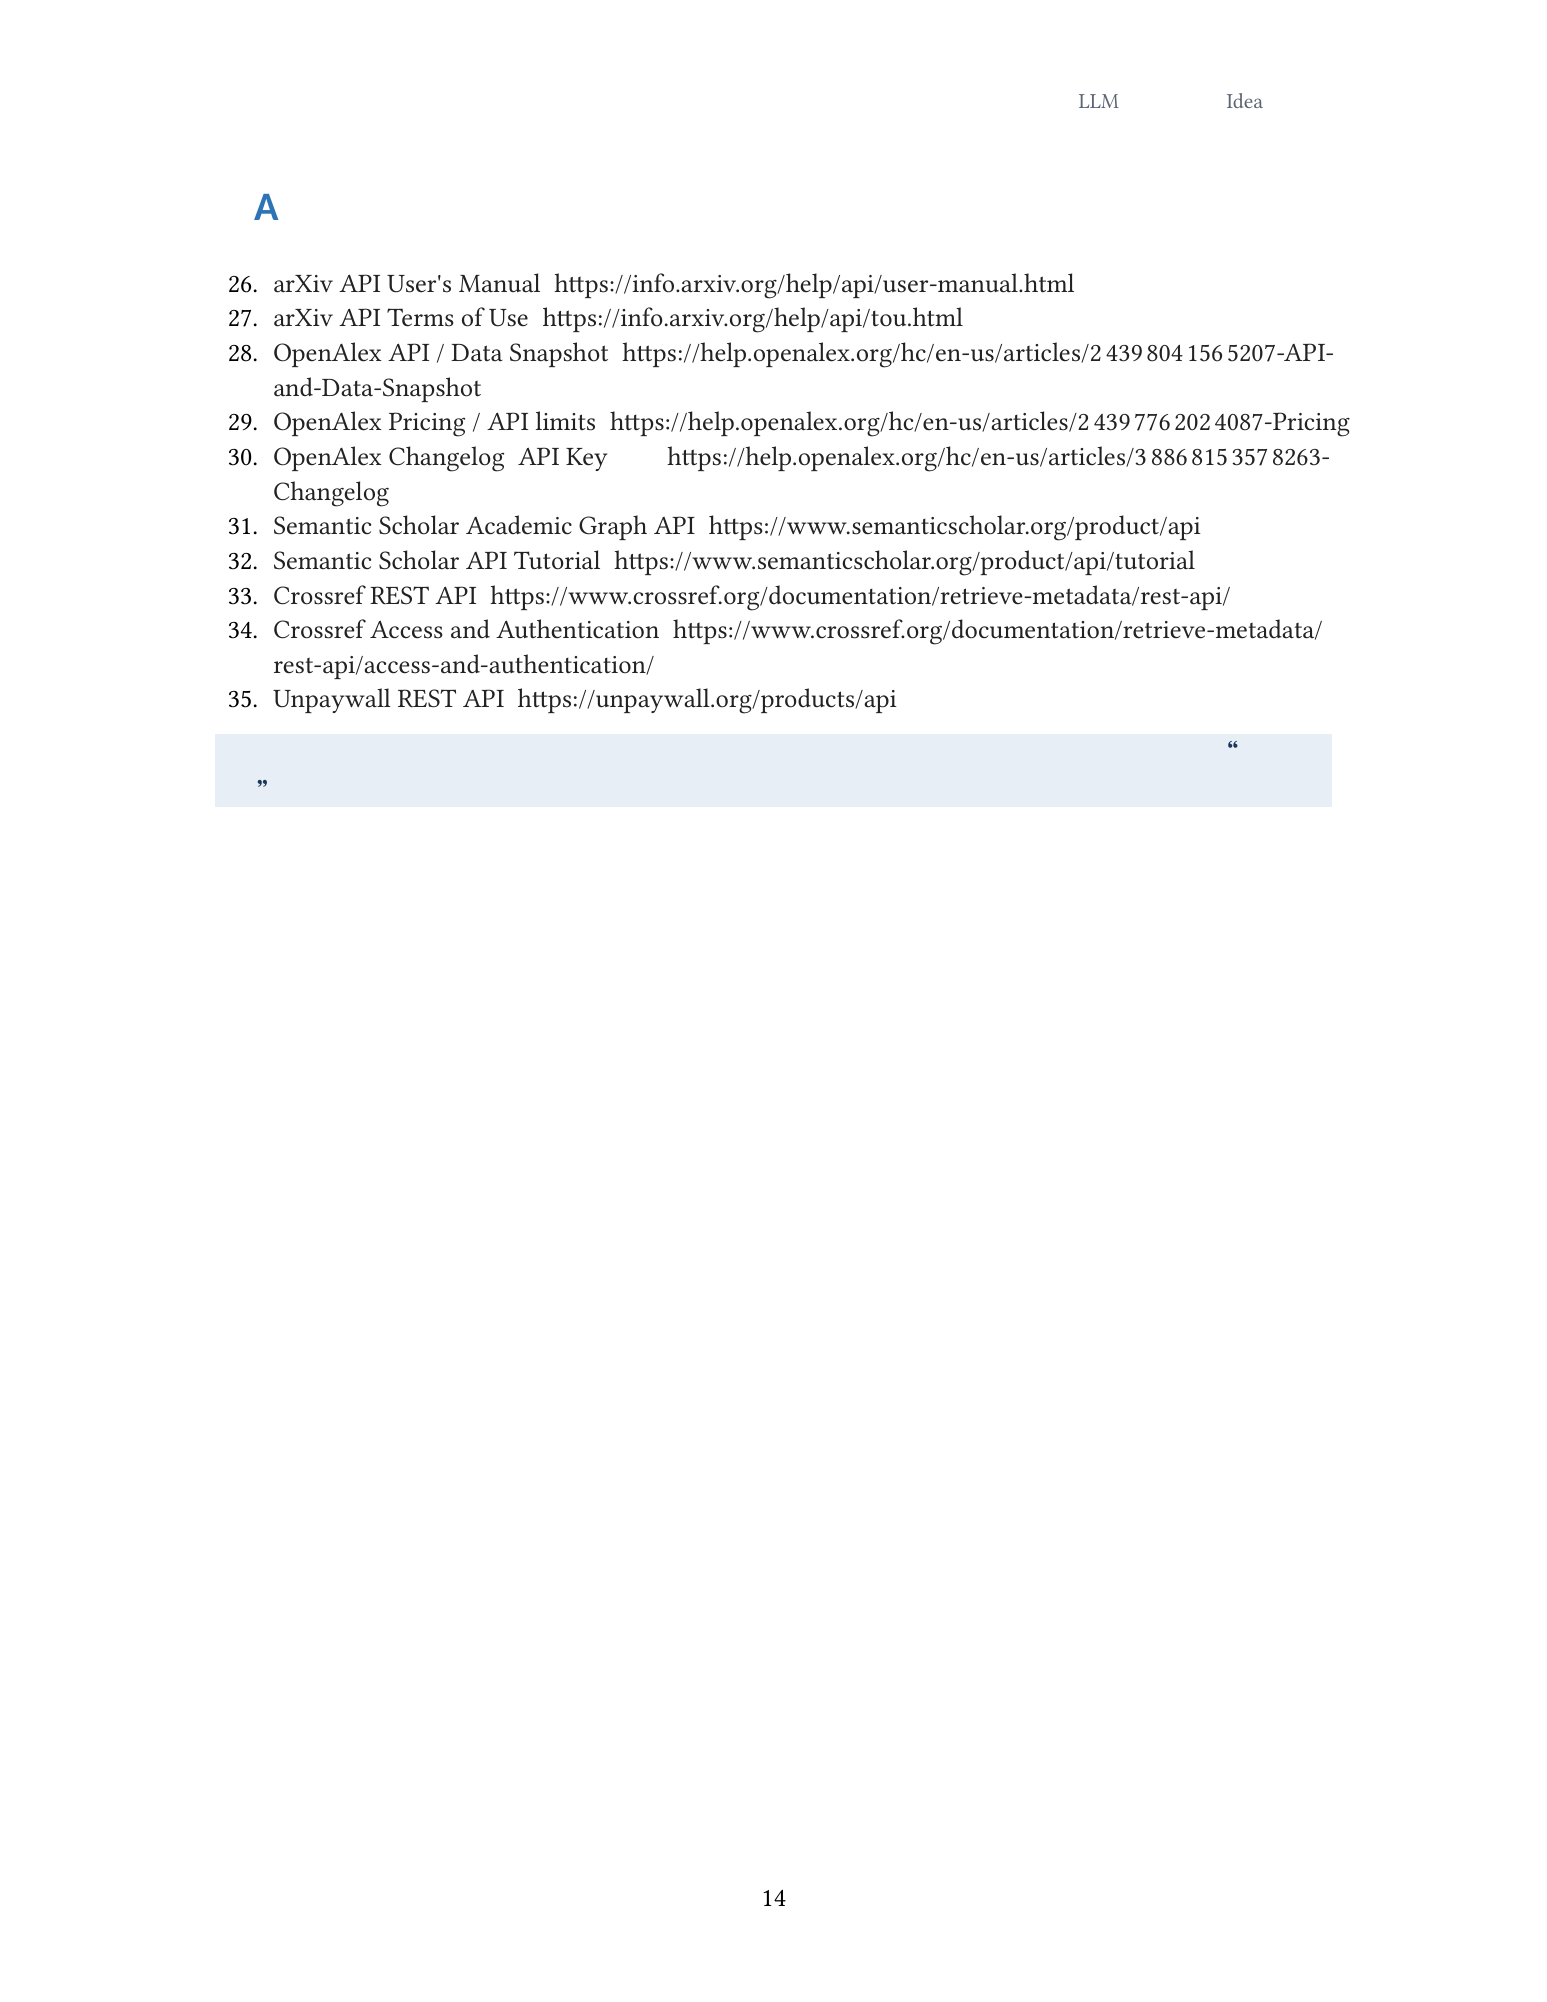 LLM Idea
A
26. arXiv API User's Manual https://info.arxiv.org/help/api/user-manual.html
27. arXiv API Terms of Use https://info.arxiv.org/help/api/tou.html
28. OpenAlex API / Data Snapshot https://help.openalex.org/hc/en-us/articles/2 439 804 156 5207-API-
and-Data-Snapshot
29. OpenAlex Pricing / API limits https://help.openalex.org/hc/en-us/articles/2 439 776 202 4087-Pricing
30. OpenAlex Changelog API Key https://help.openalex.org/hc/en-us/articles/3 886 815 357 8263-
Changelog
31. Semantic Scholar Academic Graph API https://www.semanticscholar.org/product/api
32. Semantic Scholar API Tutorial https://www.semanticscholar.org/product/api/tutorial
33. Crossref REST API https://www.crossref.org/documentation/retrieve-metadata/rest-api/
34. Crossref Access and Authentication https://www.crossref.org/documentation/retrieve-metadata/
rest-api/access-and-authentication/
35. Unpaywall REST API https://unpaywall.org/products/api
“
”
14